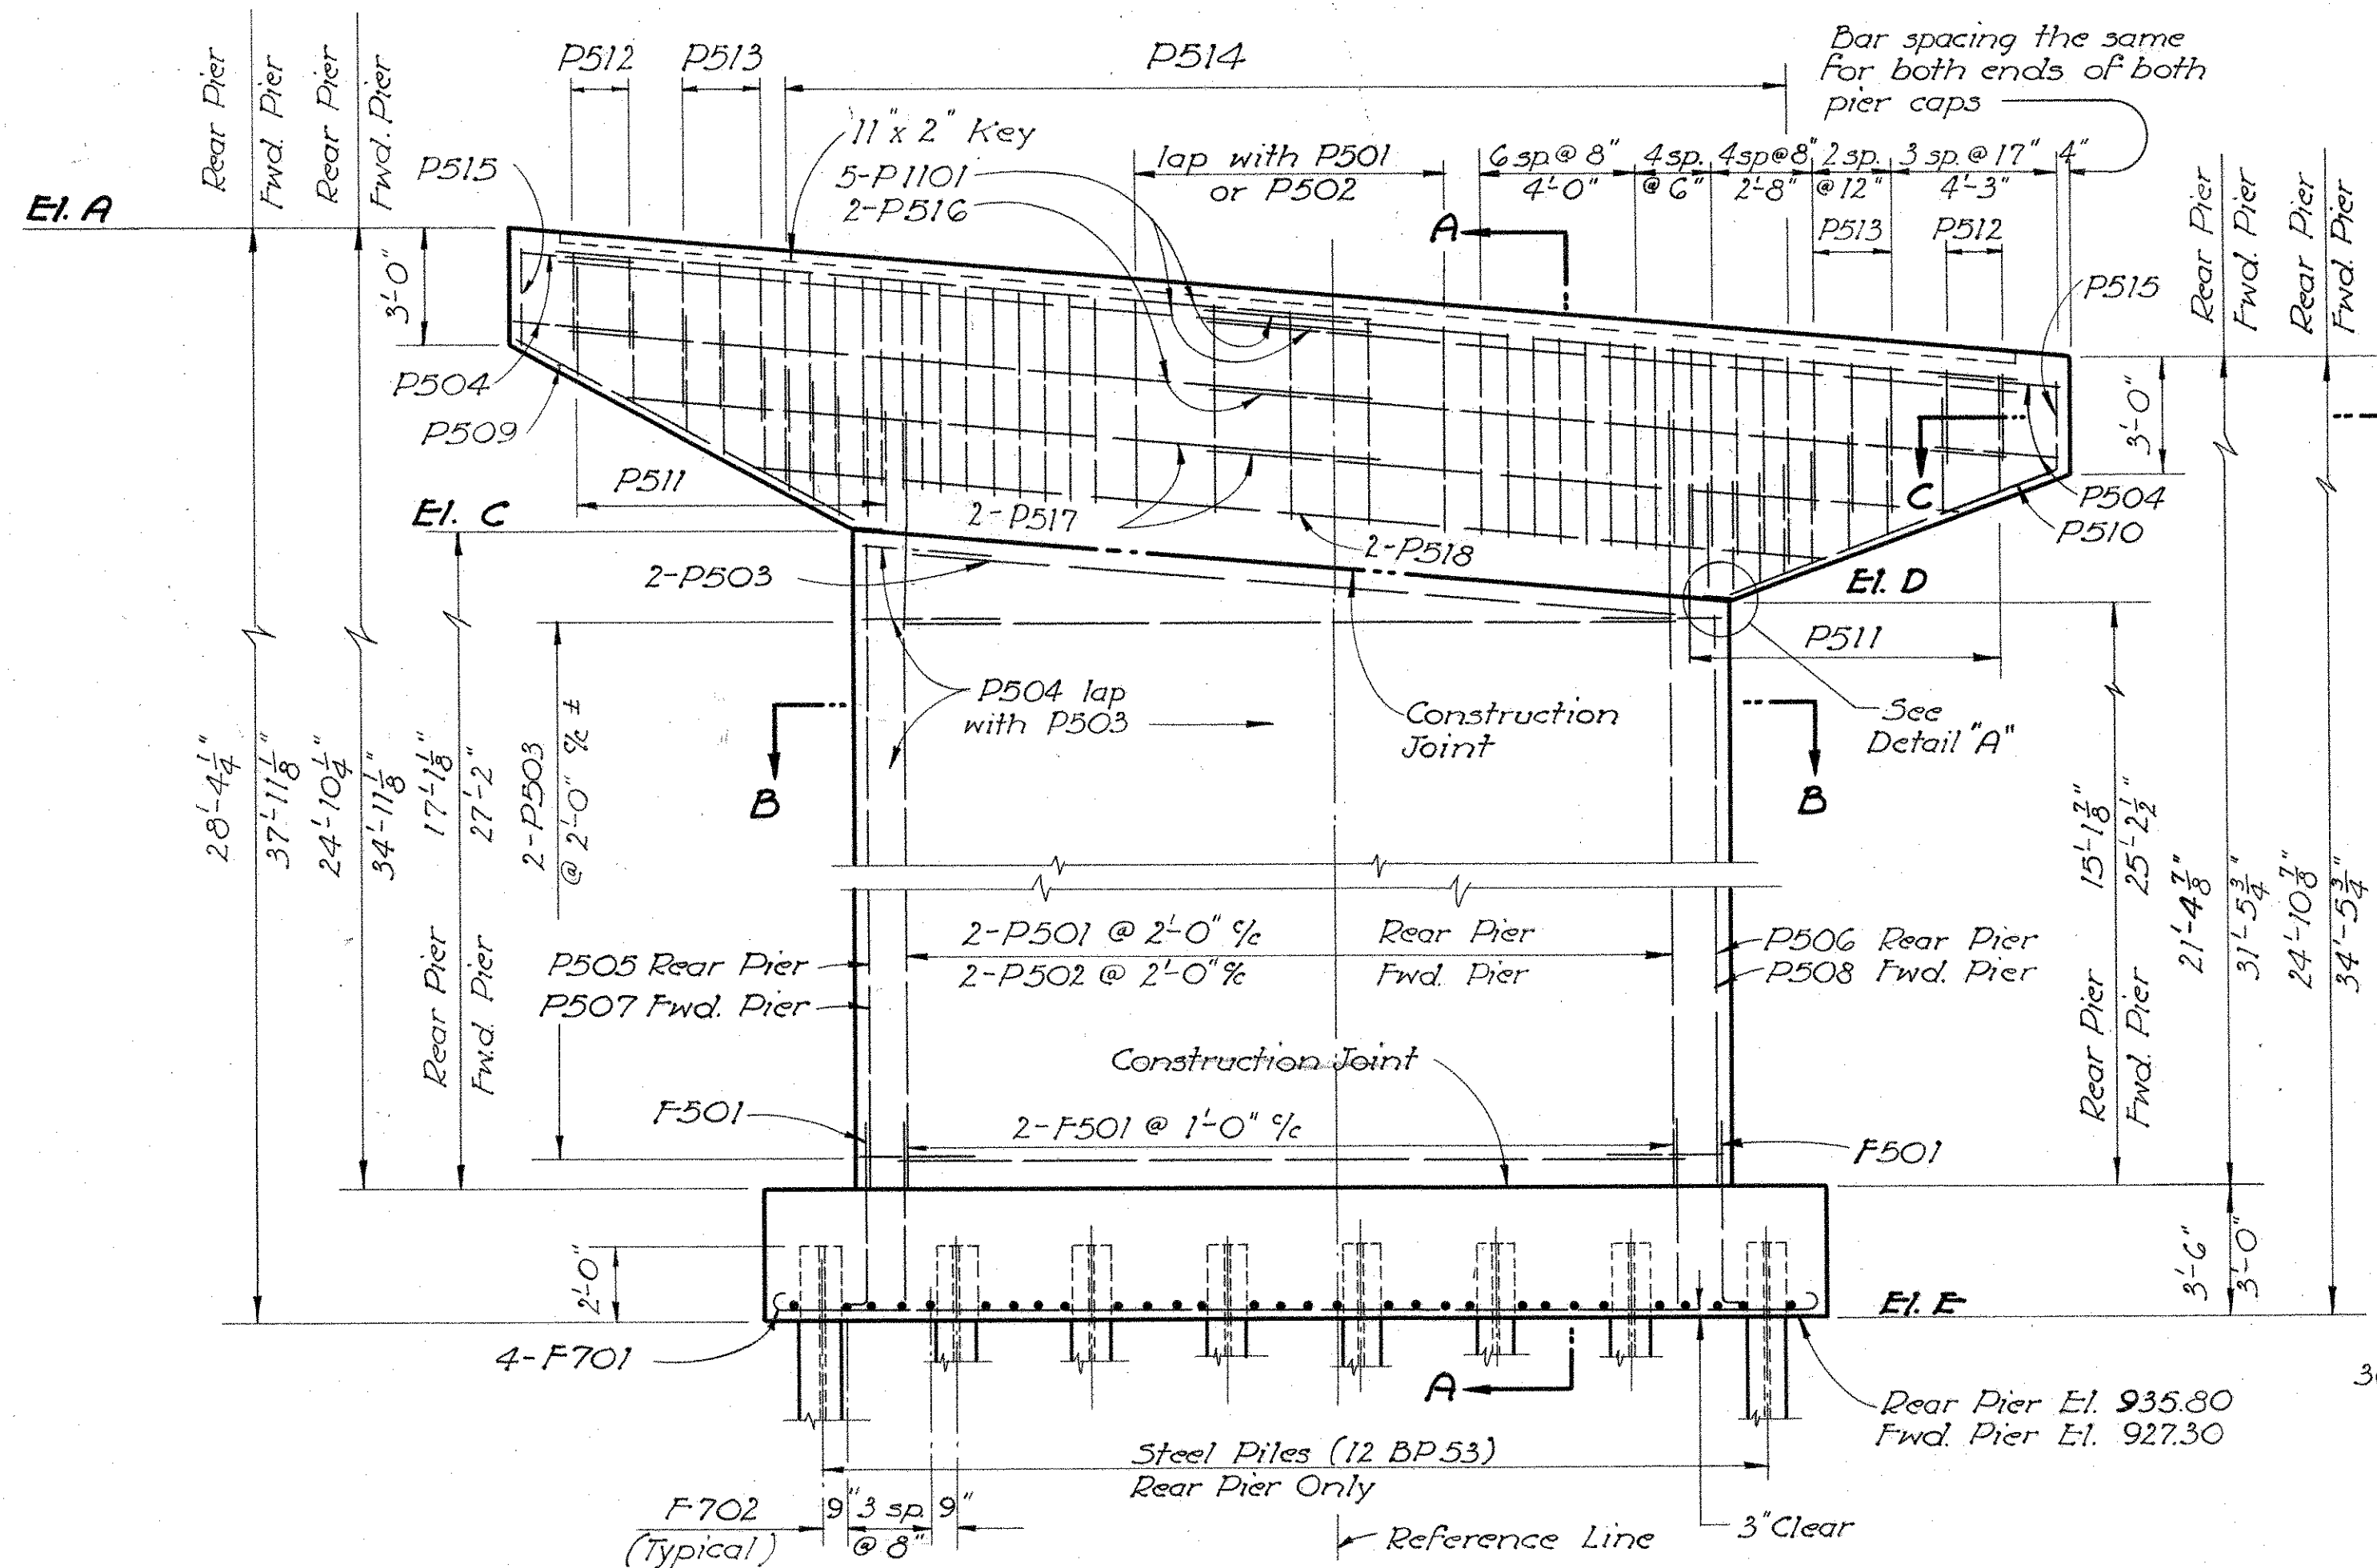 Rear Pier
Fwd. Pier
Rear Pier
Fwd. Pier
P512
P513
P514
Bar spacing the same
for both ends of both
pier caps
11" x 2" Key
5-P1101
2-P516
lap with P501
or P502
6 sp @ 8"
4'-0"
4 sp.
@ 6"
4 sp @ 8"
2'-8"
2 sp.
@ 12"
3 sp. @ 17"
4'-3"
4"
P515
El. A
A
P513
P512
Rear Pier
Fwd. Pier
Rear Pier
Fwd. Pier
P515
3'-0"
P504
P509
3'-0"
P511
El. C
2-P517
C
P504
P510
2-P518
2-P503
El. D
P511
P504 lap
with P503
Construction
Joint
See
Detail "A"
B
B
28'-4 1/4"
37'-11 1/8"
24'-10 1/4"
34'-11 1/8"
Rear Pier 17'-1 1/8"
Fwd. Pier 27'-2"
2-P503
@ 2'-0" c/c ±
Rear Pier 15'-1 7/8"
Fwd. Pier 25'-2 1/2"
21'-4 7/8"
31'-5 3/4"
24'-10 7/8"
34'-5 3/4"
2-P501 @ 2'-0" c/c Rear Pier
2-P502 @ 2'-0" c/c Fwd. Pier
P505 Rear Pier
P507 Fwd. Pier
P506 Rear Pier
P508 Fwd. Pier
Construction Joint
F501
2-F501 @ 1'-0" c/c
F501
2'-0"
3'-6"
3'-0"
El. E
4-F701
A
Rear Pier El. 935.80
Fwd. Pier El. 927.30
Steel Piles (12 BP 53)
Rear Pier Only
F702
(Typical)
9"
3 sp.
@ 8"
9"
Reference Line
3" Clear